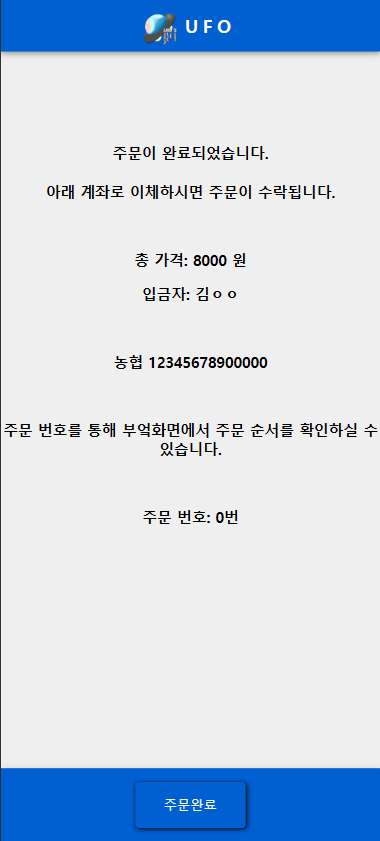 UFO
주문이 완료되었습니다.
아래 계좌로 이체하시면 주문이 수락됩니다.
총 가격: 8000 원
입금자: 김ㅇㅇ
농협 12345678900000
주문 번호를 통해 부엌화면에서 주문 순서를 확인하실 수
있습니다.
주문 번호: 0번
주문완료